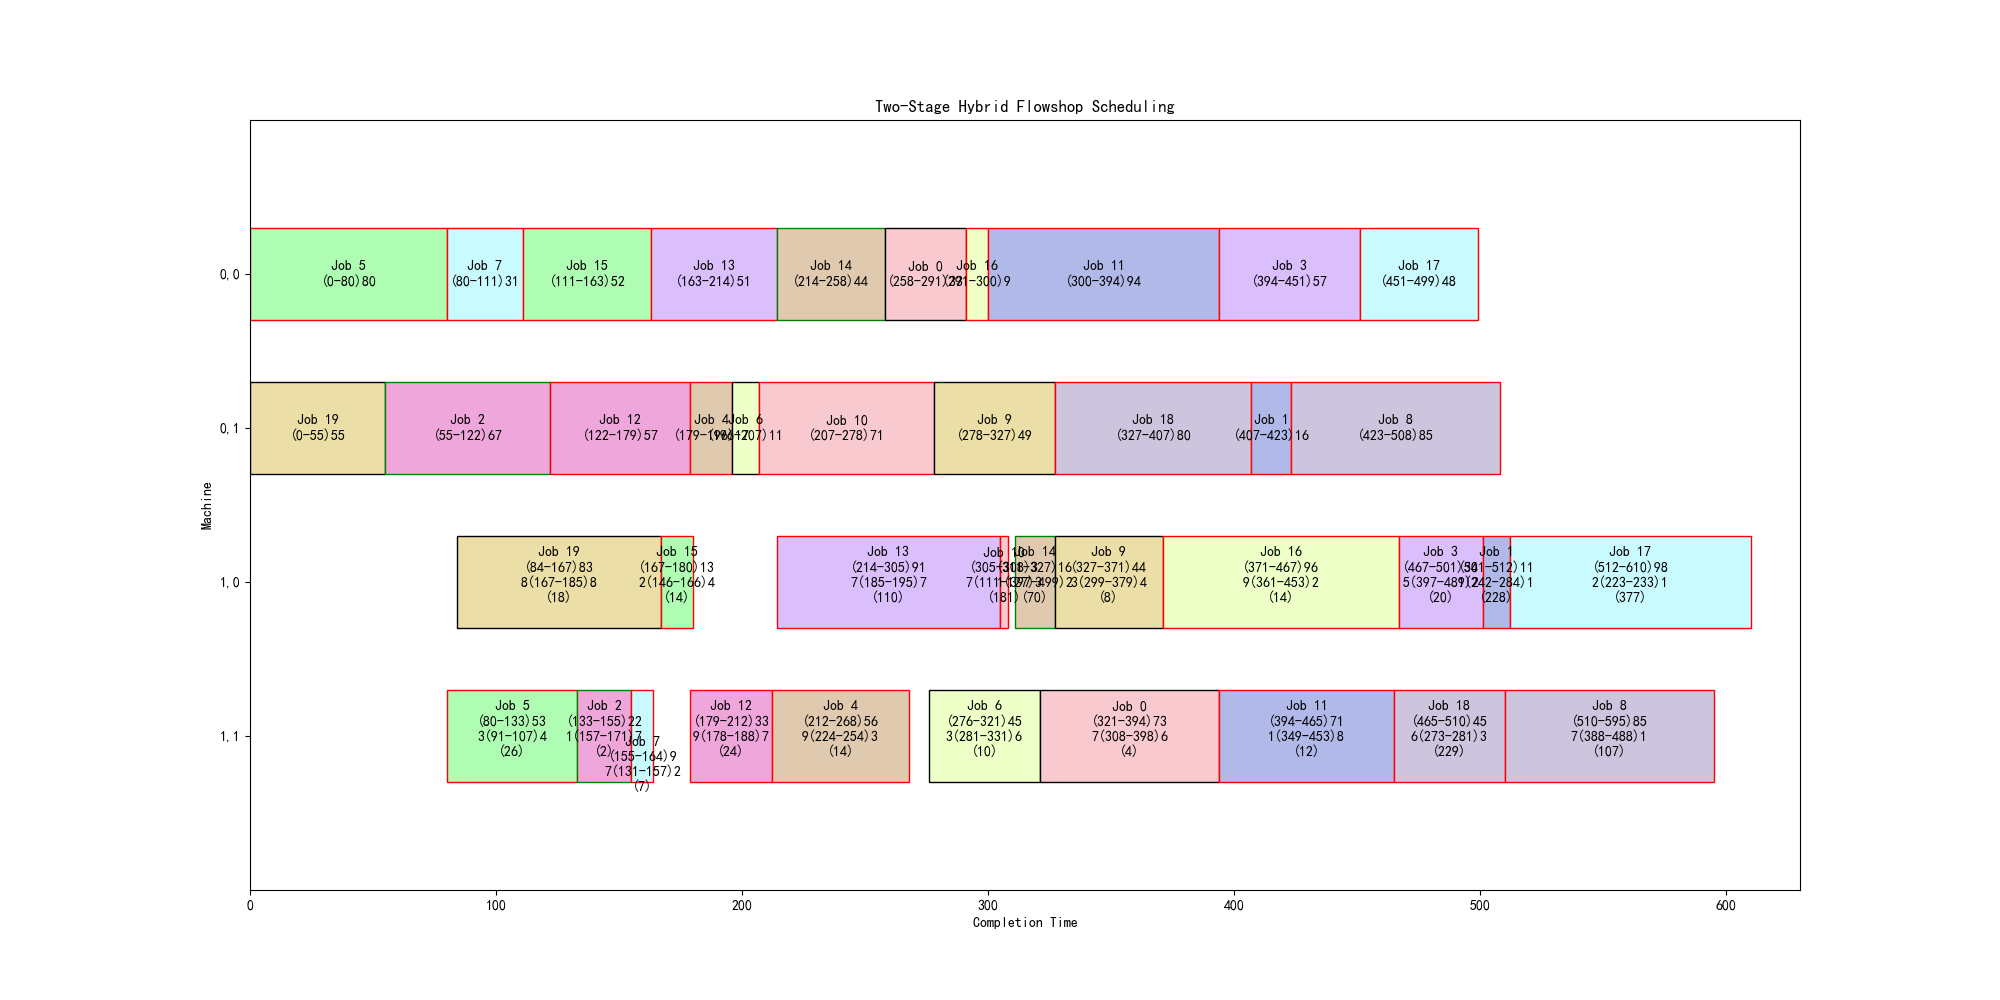 Two-Stage Hybrid Flowshop Scheduling
Machine
0,0
Job 5
(0-80)80
Job 7
(80-111)31
Job 15
(111-163)52
Job 13
(163-214)51
Job 14
(214-258)44
Job 0
(258-291)33
Job 16
(291-300)9
Job 11
(300-394)94
Job 3
(394-451)57
Job 17
(451-499)48
0,1
Job 19
(0-55)55
Job 2
(55-122)67
Job 12
(122-179)57
Job 4
(179-196)17
Job 6
(196-207)11
Job 10
(207-278)71
Job 9
(278-327)49
Job 18
(327-407)80
Job 1
(407-423)16
Job 8
(423-508)85
1,0
Job 19
(84-167)83
8(167-185)8
(18)
Job 15
(167-180)13
2(146-166)4
(14)
Job 13
(214-305)91
7(185-195)7
(110)
Job 10
(305-308)3
(181)
Job 14
(311-327)16
(70)
Job 9
(327-371)44
3(299-379)4
(8)
Job 16
(371-467)96
9(361-453)2
(14)
Job 3
(467-501)34
5(397-489)2
(20)
Job 1
(501-512)11
1(242-284)1
(228)
Job 17
(512-610)98
2(223-233)1
(377)
1,1
Job 5
(80-133)53
3(91-107)4
(26)
Job 2
(133-155)22
1(157-171)7
(2)
Job 7
(155-164)9
7(131-157)2
(7)
Job 12
(179-212)33
9(178-188)7
(24)
Job 4
(212-268)56
9(224-254)3
(14)
Job 6
(276-321)45
3(281-331)6
(10)
Job 0
(321-394)73
7(308-398)6
(4)
Job 11
(394-465)71
1(349-453)8
(12)
Job 18
(465-510)45
6(273-281)3
(229)
Job 8
(510-595)85
7(388-488)1
(107)
0 100 200 300 400 500 600
Completion Time